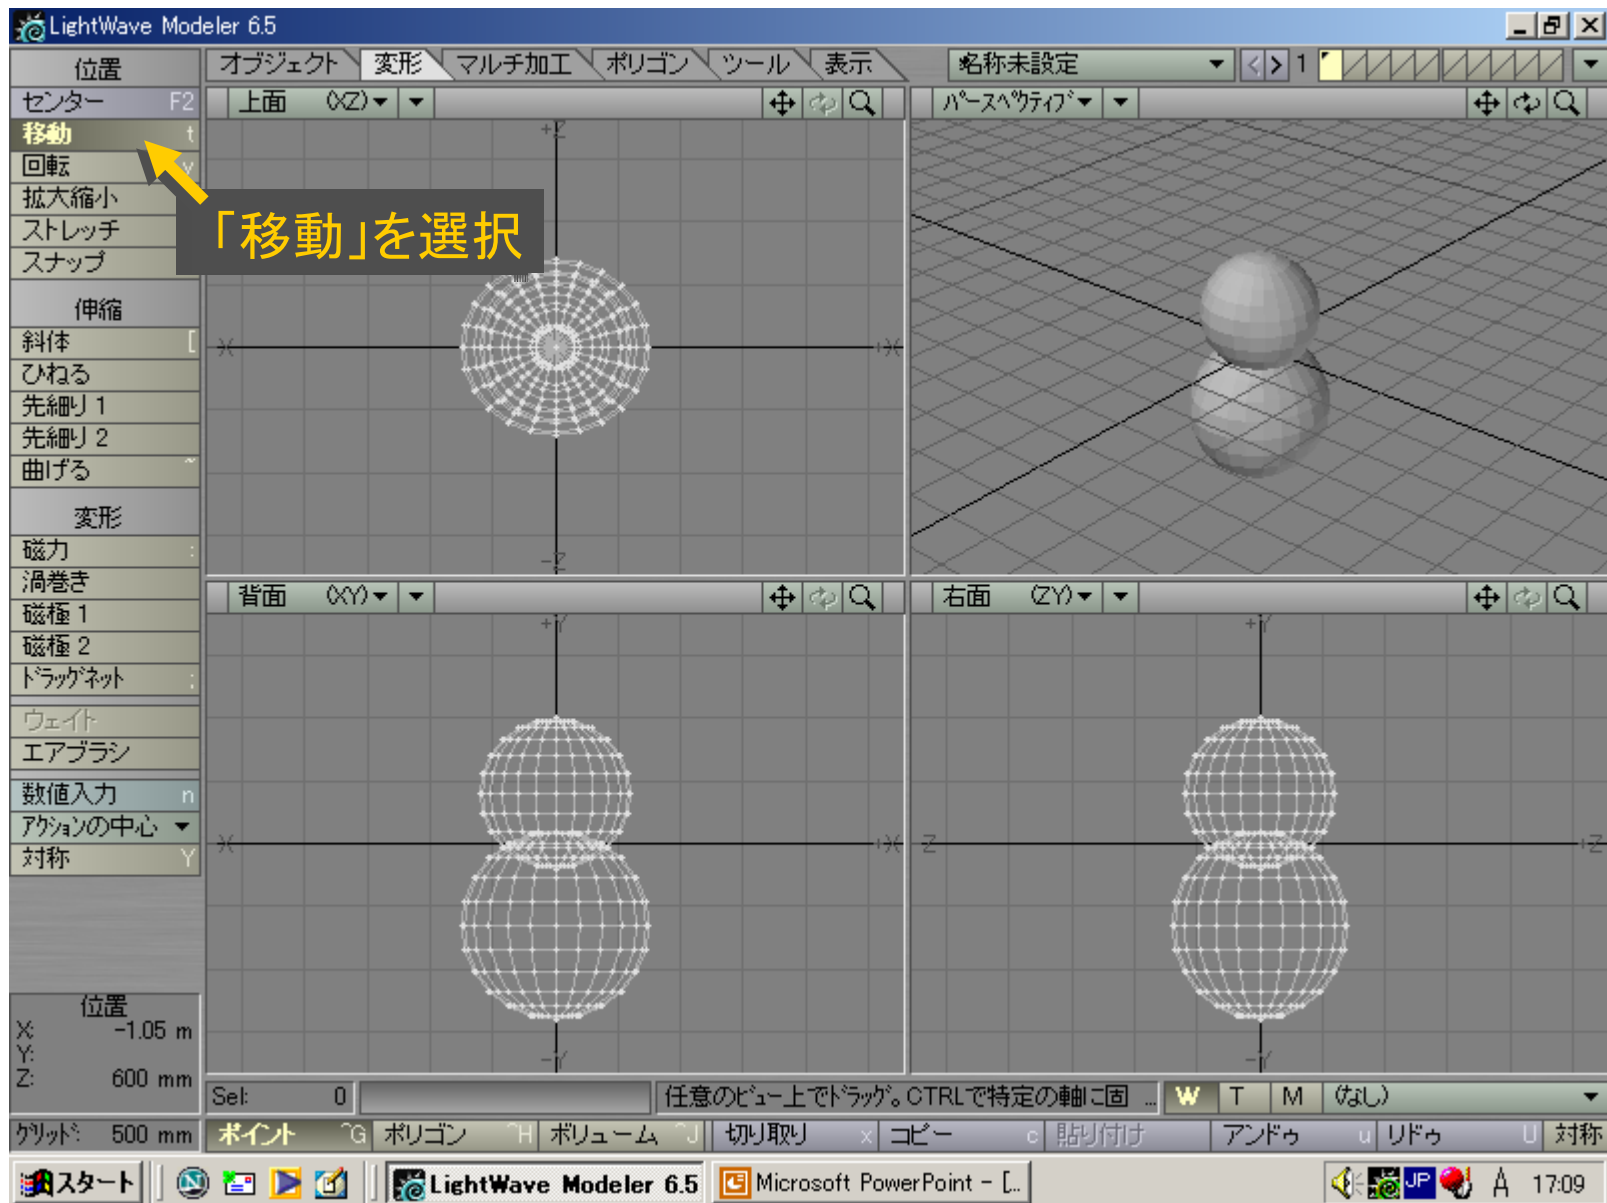 LightWave Modeler 6.5
位置
オブジェクト 変形 マルチ加工 ポリゴン ツール 表示
名称未設定
1
センター F2
上面 (XZ)
パースペクティブ
移動 t
回転 y
拡大縮小
ストレッチ
スナップ
「移動」を選択
伸縮
斜体 [
ひねる
先細り 1
先細り 2
曲げる ~
変形
磁力 :
渦巻き
磁極 1
磁極 2
ドラッグネット ;
ウェイト
エアブラシ
数値入力 n
アクションの中心
対称 Y
+Z
-X
+X
-Z
背面 (XY)
右面 (ZY)
+Y
-X
+X
-Y
+Y
-Z
+Z
-Y
位置
X: -1.05 m
Y:
Z: 600 mm
Sel: 0
任意のビュー上でドラッグ。CTRLで特定の軸に固 ...
W T M (なし)
グリッド: 500 mm
ポイント ^G ポリゴン ^H ボリューム ^J 切り取り x コピー c 貼り付け アンドゥ u リドゥ U 対称
スタート
LightWave Modeler 6.5
Microsoft PowerPoint - [...
JP
A
17:09